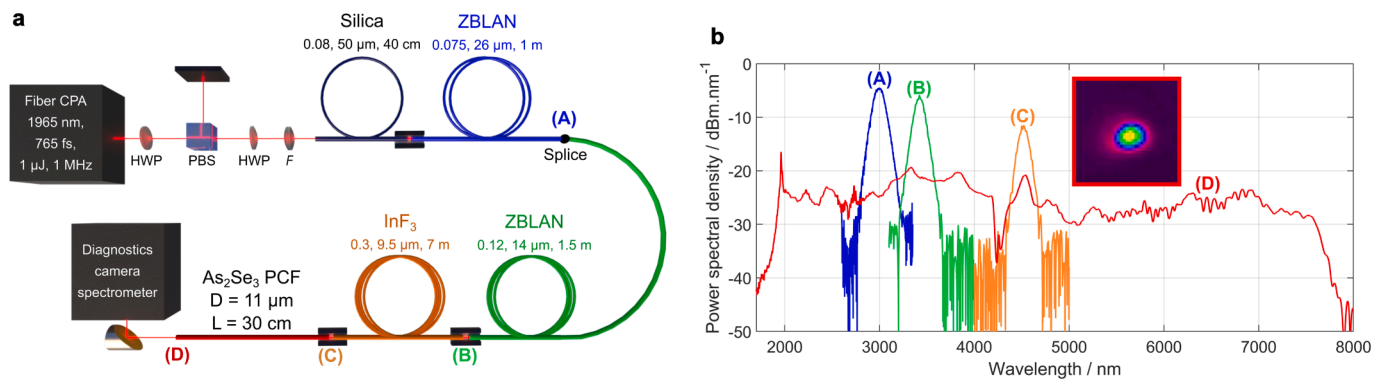 a
Silica
0.08, 50 µm, 40 cm
ZBLAN
0.075, 26 µm, 1 m
Fiber CPA
1965 nm,
765 fs,
1 µJ, 1 MHz
HWP
PBS
HWP
F
(A)
Splice
InF₃
0.3, 9.5 µm, 7 m
ZBLAN
0.12, 14 µm, 1.5 m
Diagnostics
camera
spectrometer
As₂Se₃ PCF
D = 11 µm
L = 30 cm
(D)
(C)
(B)
b
Power spectral density / dBm.nm⁻¹
0
-10
-20
-30
-40
-50
(A)
(B)
(C)
(D)
2000
3000
4000
5000
6000
7000
8000
Wavelength / nm